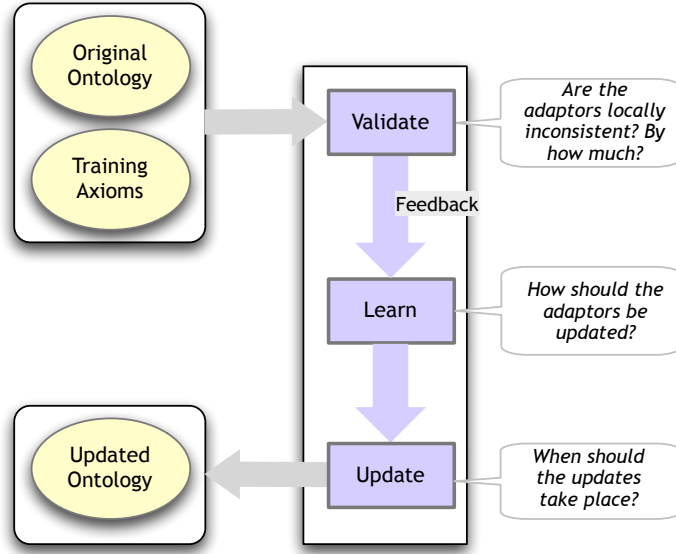 Original
Ontology
Training
Axioms
Validate
Are the
adaptors locally
inconsistent? By
how much?
Feedback
Learn
How should the
adaptors be
updated?
Updated
Ontology
Update
When should
the updates
take place?